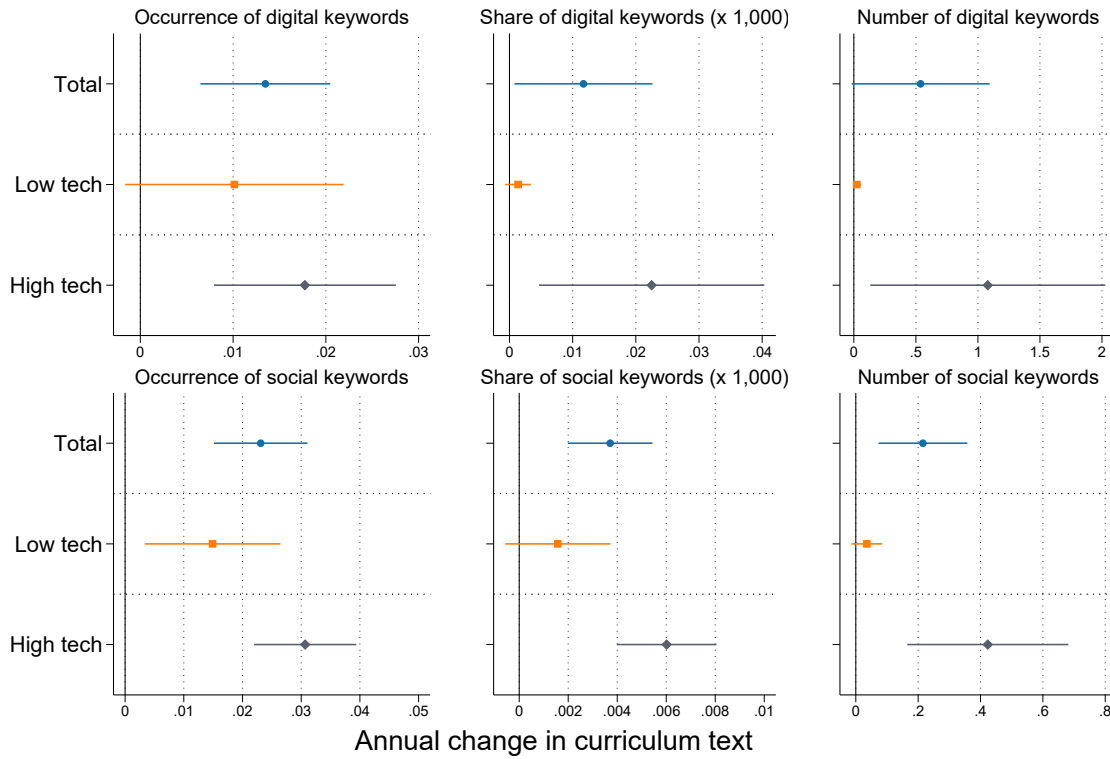 Occurrence of digital keywords
Share of digital keywords (x 1,000)
Number of digital keywords
Total
Low tech
High tech
0 .01 .02 .03
0 .01 .02 .03 .04
0 .5 1 1.5 2
Occurrence of social keywords
Share of social keywords (x 1,000)
Number of social keywords
Total
Low tech
High tech
0 .01 .02 .03 .04 .05
0 .002 .004 .006 .008 .01
0 .2 .4 .6 .8
Annual change in curriculum text